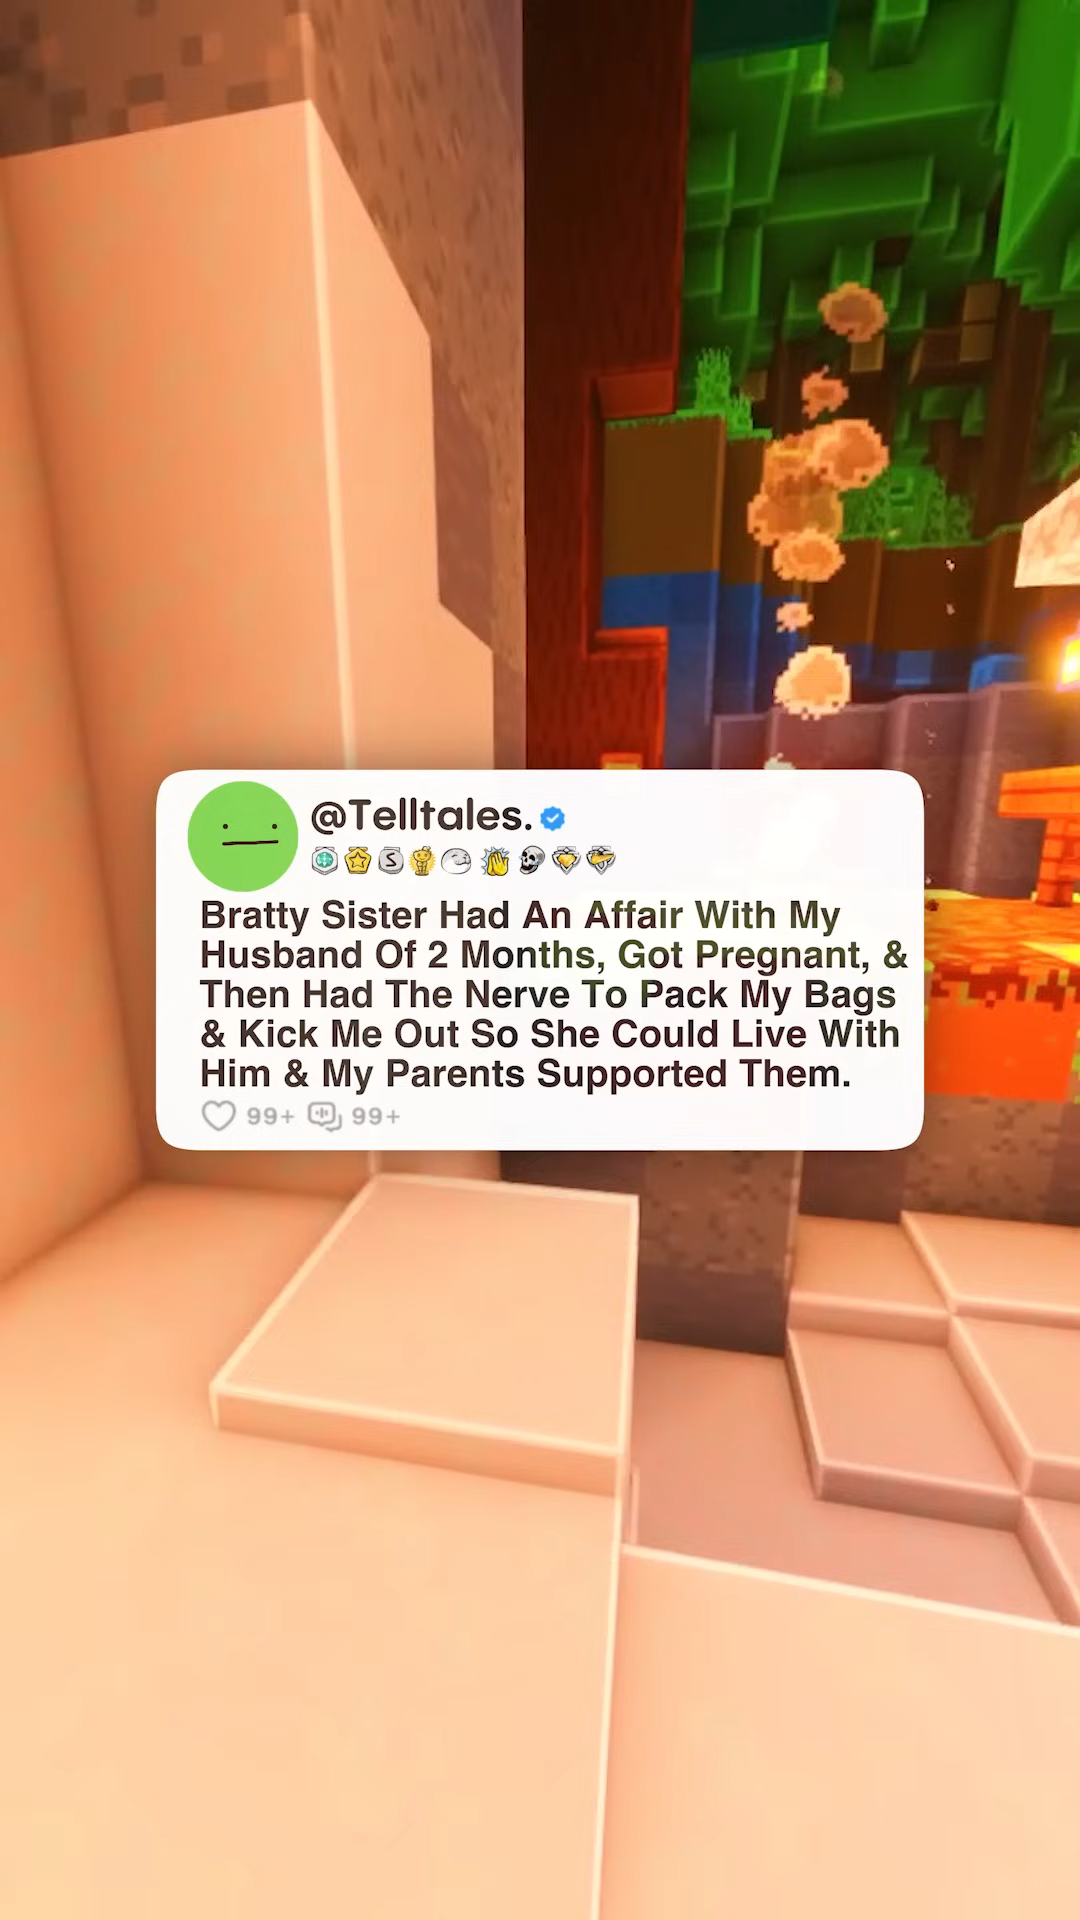 @Telltales.
Bratty Sister Had An Affair With My
Husband Of 2 Months, Got Pregnant, &
Then Had The Nerve To Pack My Bags
& Kick Me Out So She Could Live With
Him & My Parents Supported Them.
99+ 99+